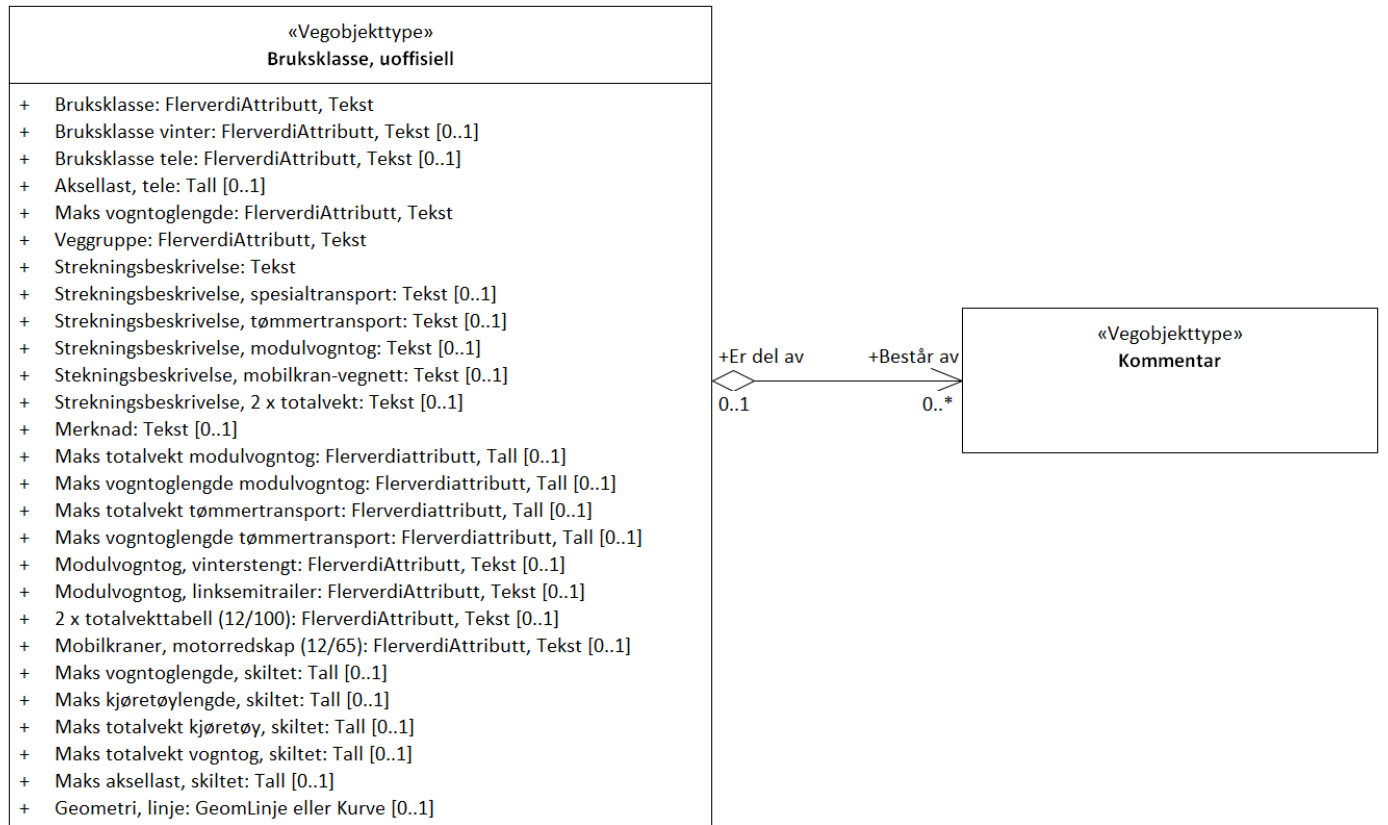 «Vegobjekttype»
Bruksklasse, uoffisiell
+ Bruksklasse: FlerverdiAttributt, Tekst
+ Bruksklasse vinter: FlerverdiAttributt, Tekst [0..1]
+ Bruksklasse tele: FlerverdiAttributt, Tekst [0..1]
+ Aksellast, tele: Tall [0..1]
+ Maks vogntoglengde: FlerverdiAttributt, Tekst
+ Veggruppe: FlerverdiAttributt, Tekst
+ Strekningsbeskrivelse: Tekst
+ Strekningsbeskrivelse, spesialtransport: Tekst [0..1]
+ Strekningsbeskrivelse, tømmertransport: Tekst [0..1]
+ Strekningsbeskrivelse, modulvogntog: Tekst [0..1]
+ Stekningsbeskrivelse, mobilkran-vegnett: Tekst [0..1]
+ Strekningsbeskrivelse, 2 x totalvekt: Tekst [0..1]
+ Merknad: Tekst [0..1]
+ Maks totalvekt modulvogntog: Flerverdiattributt, Tall [0..1]
+ Maks vogntoglengde modulvogntog: Flerverdiattributt, Tall [0..1]
+ Maks totalvekt tømmertransport: Flerverdiattributt, Tall [0..1]
+ Maks vogntoglengde tømmertransport: Flerverdiattributt, Tall [0..1]
+ Modulvogntog, vinterstengt: FlerverdiAttributt, Tekst [0..1]
+ Modulvogntog, linksemitrailer: FlerverdiAttributt, Tekst [0..1]
+ 2 x totalvekttabell (12/100): FlerverdiAttributt, Tekst [0..1]
+ Mobilkraner, motorredskap (12/65): FlerverdiAttributt, Tekst [0..1]
+ Maks vogntoglengde, skiltet: Tall [0..1]
+ Maks kjøretøylengde, skiltet: Tall [0..1]
+ Maks totalvekt kjøretøy, skiltet: Tall [0..1]
+ Maks totalvekt vogntog, skiltet: Tall [0..1]
+ Maks aksellast, skiltet: Tall [0..1]
+ Geometri, linje: GeomLinje eller Kurve [0..1]
+Er del av +Består av
0..1 0..*
«Vegobjekttype»
Kommentar